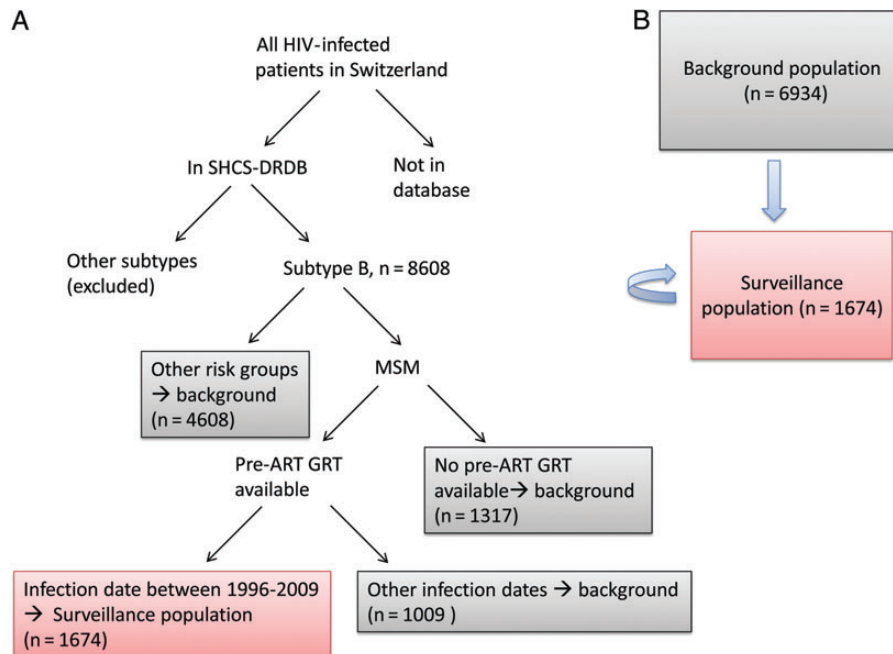 A
All HIV-infected
patients in Switzerland
In SHCS-DRDB
Not in
database
Other subtypes
(excluded)
Subtype B, n = 8608
Other risk groups
→ background
(n = 4608)
MSM
Pre-ART GRT
available
No pre-ART GRT
available → background
(n = 1317)
Infection date between 1996-2009
→ Surveillance population
(n = 1674)
Other infection dates → background
(n = 1009 )
B
Background population
(n = 6934)
Surveillance
population (n = 1674)